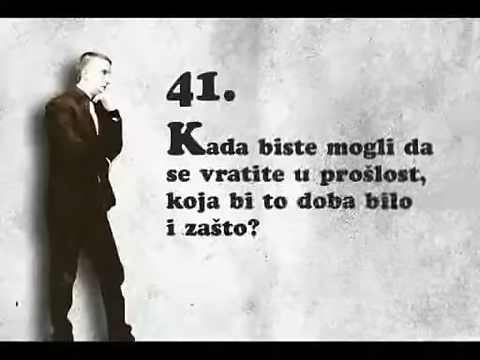 41.
Kada biste mogli da
se vratite u prošlost,
koja bi to doba bilo
i zašto?